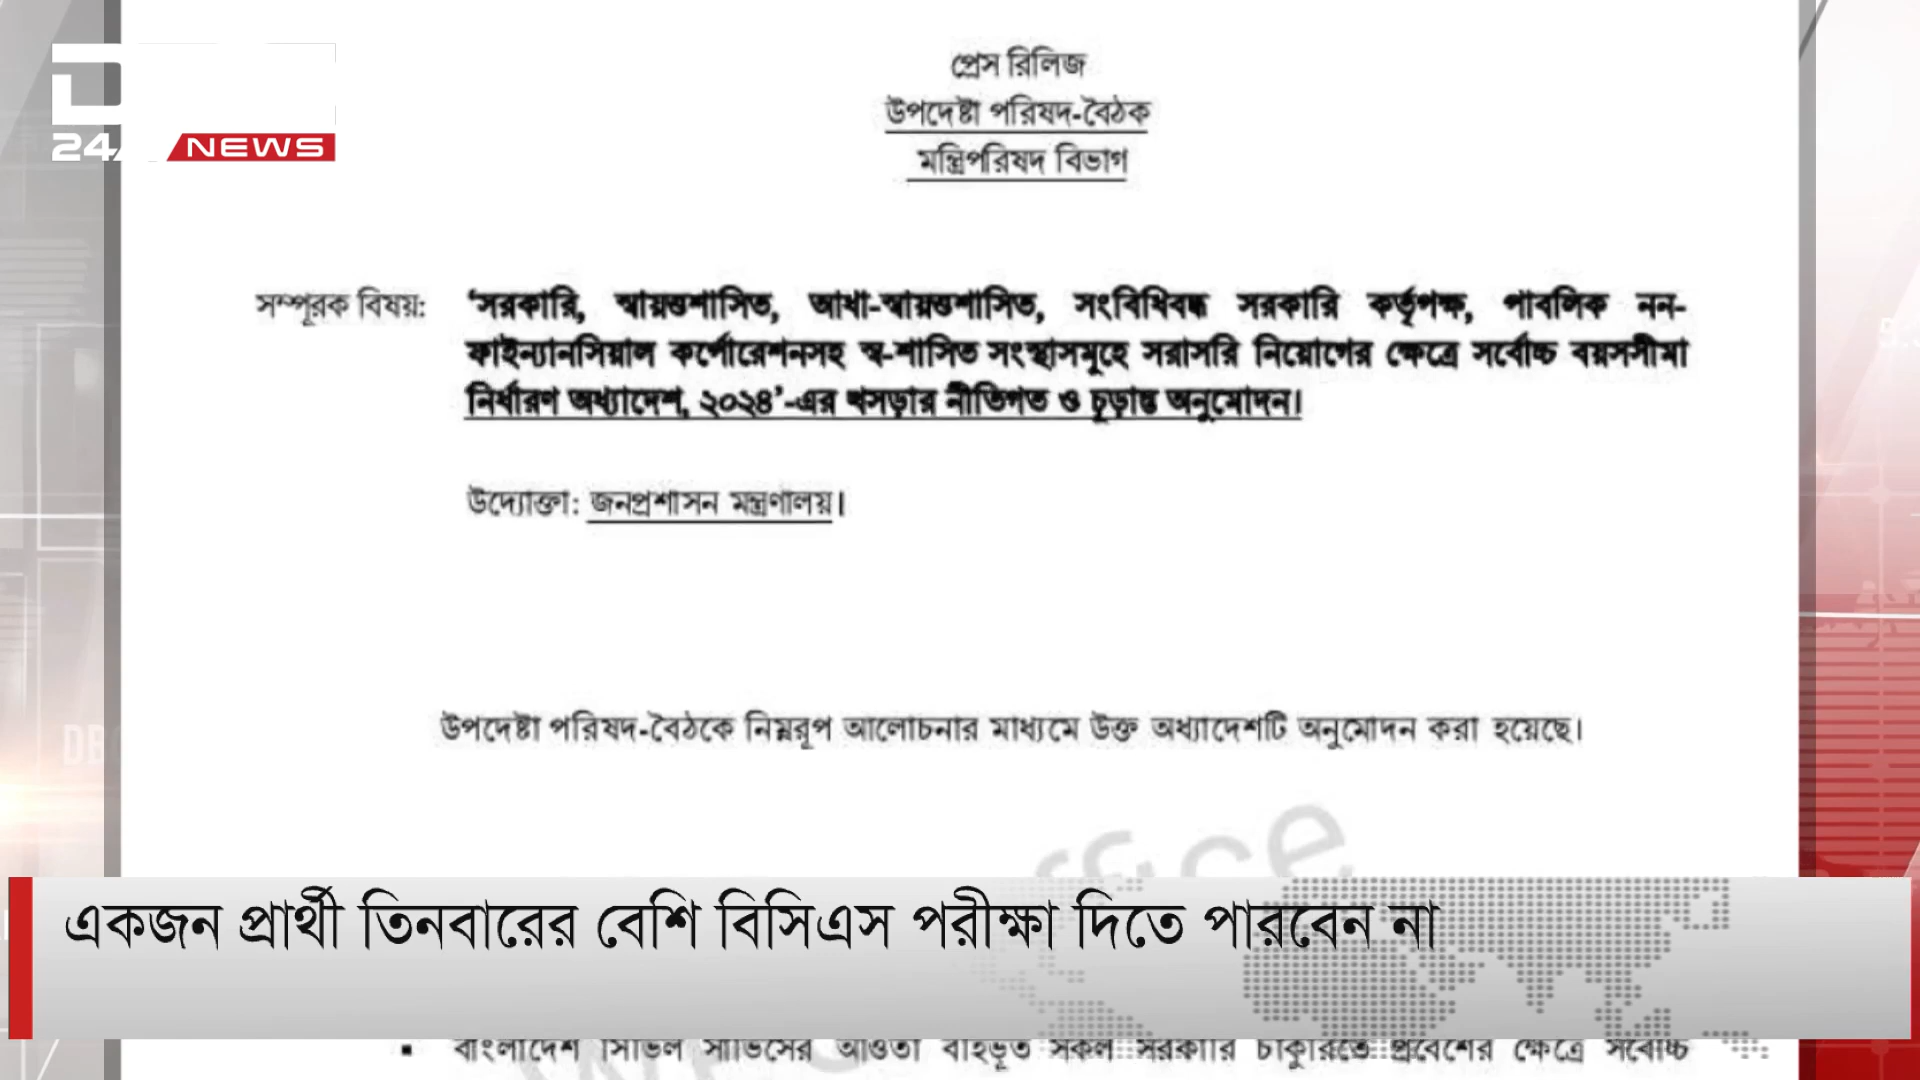 প্রেস রিলিজ
উপদেষ্টা পরিষদ-বৈঠক
মন্ত্রিপরিষদ বিভাগ
24/7 NEWS
সম্পূরক বিষয়: ‘সরকারি, স্বায়ত্তশাসিত, আধা-স্বায়ত্তশাসিত, সংবিধিবদ্ধ সরকারি কর্তৃপক্ষ, পাবলিক নন-
ফাইন্যানসিয়াল কর্পোরেশনসহ স্ব-শাসিত সংস্থাসমূহে সরাসরি নিয়োগের ক্ষেত্রে সর্বোচ্চ বয়সসীমা
নির্ধারণ অধ্যাদেশ, ২০২৪’-এর খসড়ার নীতিগত ও চূড়ান্ত অনুমোদন।
উদ্যোক্তা: জনপ্রশাসন মন্ত্রণালয়।
উপদেষ্টা পরিষদ-বৈঠকে নিম্নরূপ আলোচনার মাধ্যমে উক্ত অধ্যাদেশটি অনুমোদন করা হয়েছে।
একজন প্রার্থী তিনবারের বেশি বিসিএস পরীক্ষা দিতে পারবেন না
বাংলাদেশ সিভিল সার্ভিসের আওতা বহির্ভূত সকল সরকারি চাকুরিতে প্রবেশের ক্ষেত্রে সর্বোচ্চ